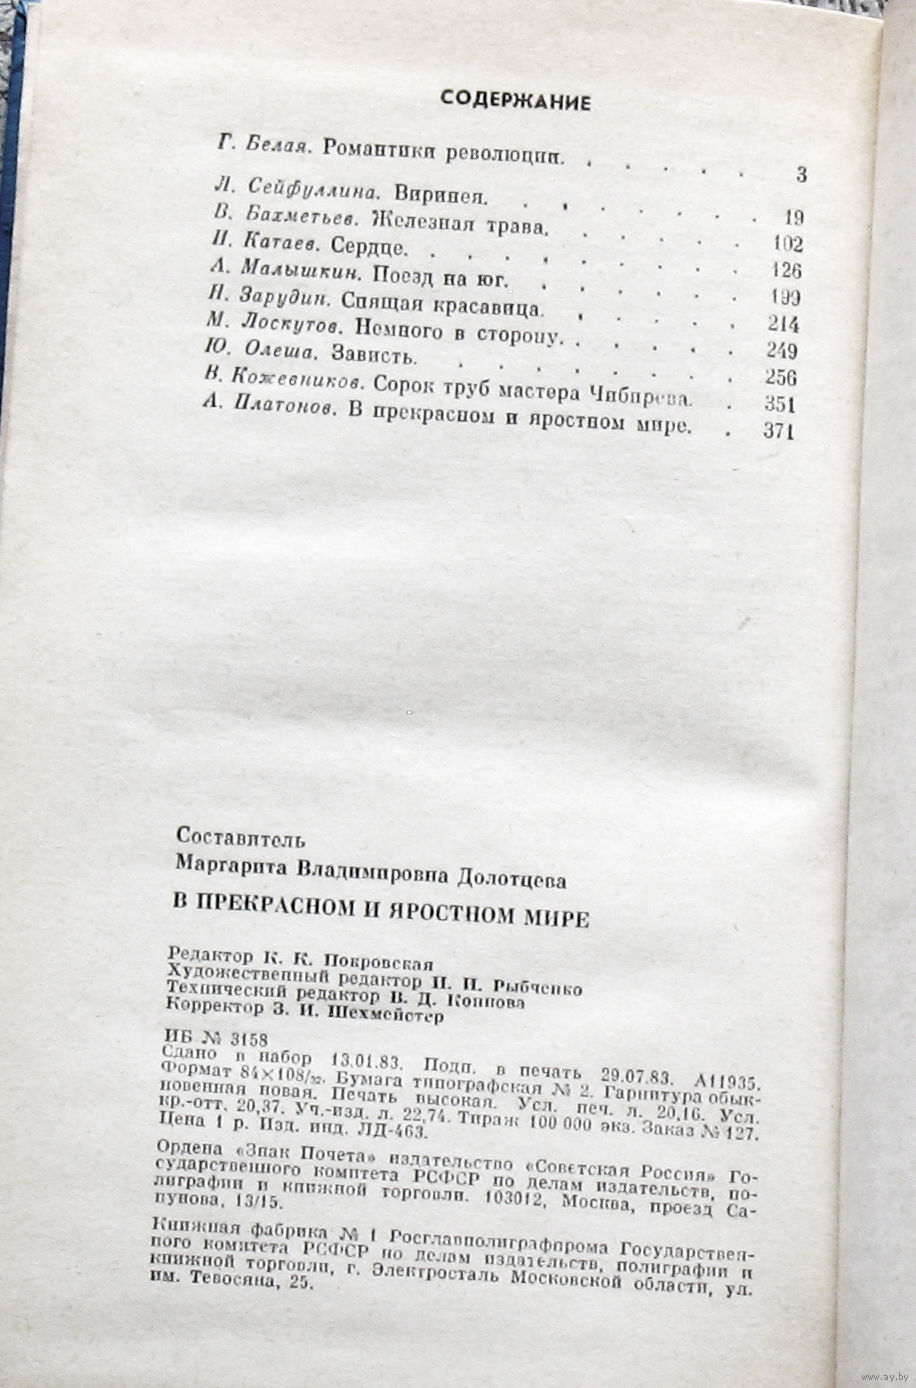 СОДЕРЖАНИЕ
Г. Белая. Романтики революции. . . . . . 3
Л. Сейфуллина. Виринея. . . . . . . . 19
В. Бахметьев. Железная трава. . . . . . 102
И. Катаев. Сердце. . . . . . . . . . 126
А. Малышкин. Поезд на юг. . . . . . . 199
Н. Зарудин. Спящая красавица. . . . . . 214
М. Лоскутов. Немного в сторону. . . . . . 249
Ю. Олеша. Зависть. . . . . . . . . 256
В. Кожевников. Сорок труб мастера Чибирева. . 351
А. Платонов. В прекрасном и яростном мире. . 371
Составитель
Маргарита Владимировна Долотцева
В ПРЕКРАСНОМ И ЯРОСТНОМ МИРЕ
Редактор К. К. Покровская
Художественный редактор Н. И. Рыбченко
Технический редактор В. Д. Коннова
Корректор З. И. Шехмейстер
ИБ № 3158
Сдано в набор 13.01.83. Подп. в печать 29.07.83. А11935.
Формат 84×108/32. Бумага типографская № 2. Гарнитура обык-
новенная новая. Печать высокая. Усл. печ. л. 20,16. Усл.
кр.-отт. 20,37. Уч.-изд. л. 22,74. Тираж 100 000 экз. Заказ № 127.
Цена 1 р. Изд. инд. ЛД-463.
Ордена «Знак Почета» издательство «Советская Россия» Го-
сударственного комитета РСФСР по делам издательств, по-
лиграфии и книжной торговли. 103012, Москва, проезд Са-
пунова, 13/15.
Книжная фабрика № 1 Росглавполиграфпрома Государствен-
ного комитета РСФСР по делам издательств, полиграфии и
книжной торговли, г. Электросталь Московской области, ул.
им. Тевосяна, 25.
www.ay.by